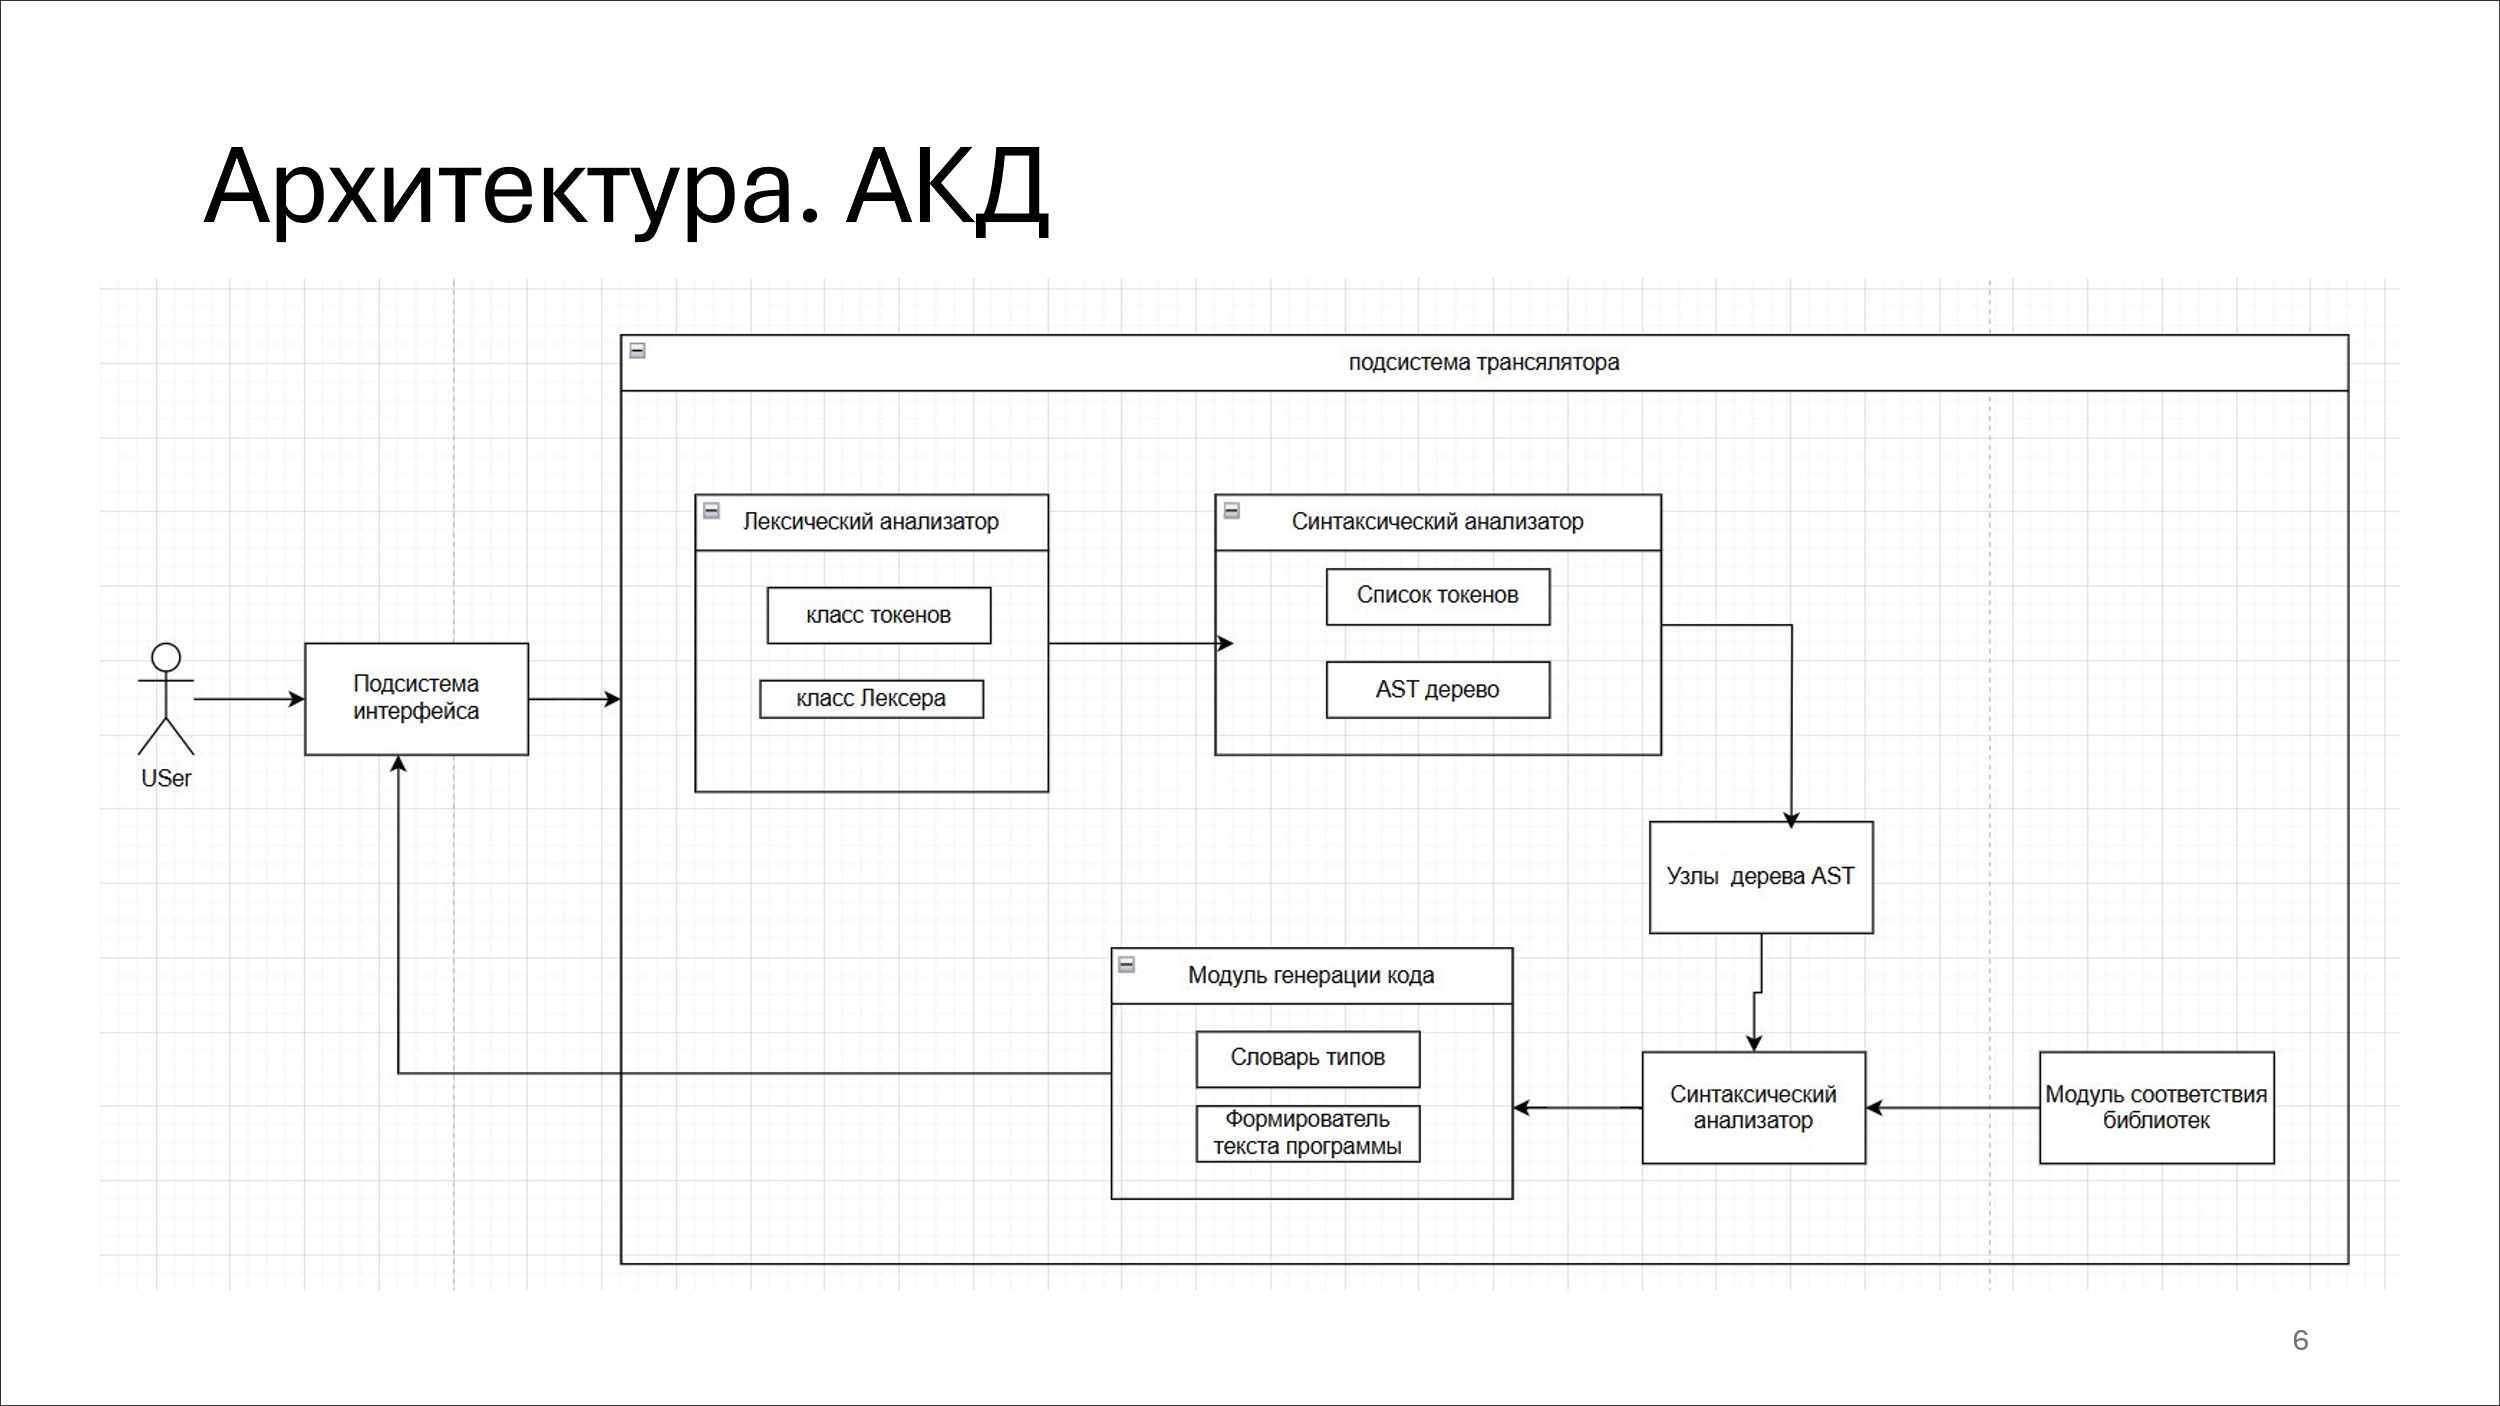 Архитектура. АКД
подсистема трансялятора
Лексический анализатор
класс токенов
класс Лексера
Синтаксический анализатор
Список токенов
AST дерево
Подсистема
интерфейса
USer
Узлы дерева AST
Модуль генерации кода
Словарь типов
Формирователь
текста программы
Синтаксический
анализатор
Модуль соответствия
библиотек
6